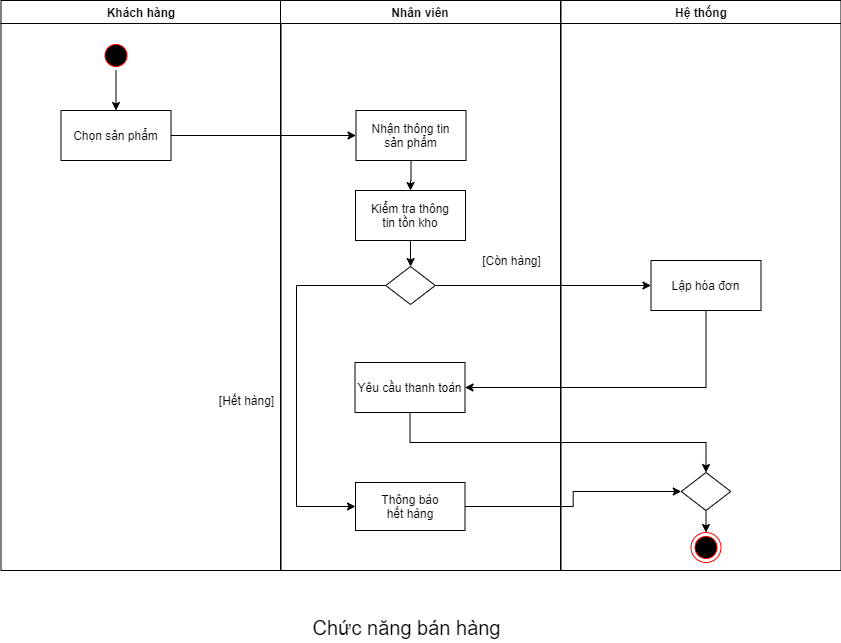 Khách hàng
Nhân viên
Hệ thống
Chọn sản phẩm
Nhận thông tin
sản phẩm
Kiểm tra thông
tin tồn kho
[Còn hàng]
Lập hóa đơn
Yêu cầu thanh toán
[Hết hàng]
Thông báo
hết hàng
Chức năng bán hàng